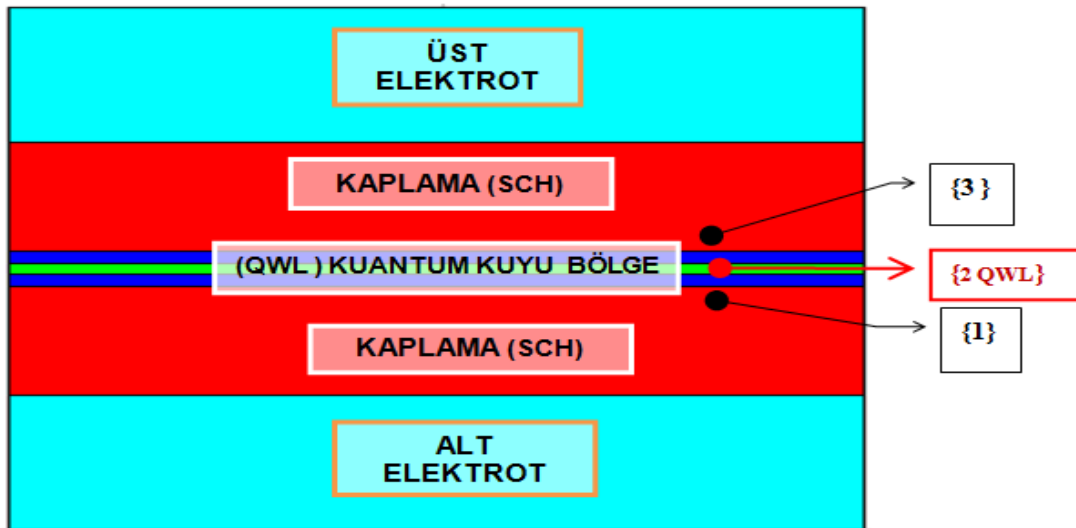 ÜST
ELEKTROT
KAPLAMA (SCH)
{3 }
(QWL ) KUANTUM KUYU BÖLGE
{2 QWL}
{1}
KAPLAMA (SCH)
ALT
ELEKTROT